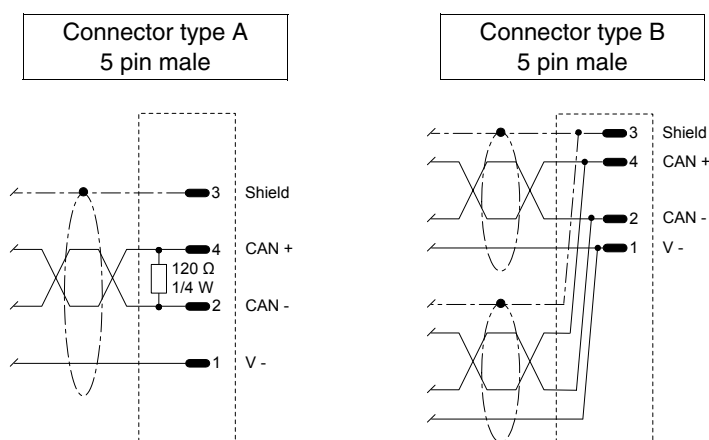 Connector type A
5 pin male
3 Shield
4 CAN +
120 Ω
1/4 W
2 CAN -
1 V -
Connector type B
5 pin male
3 Shield
4 CAN +
2 CAN -
1 V -